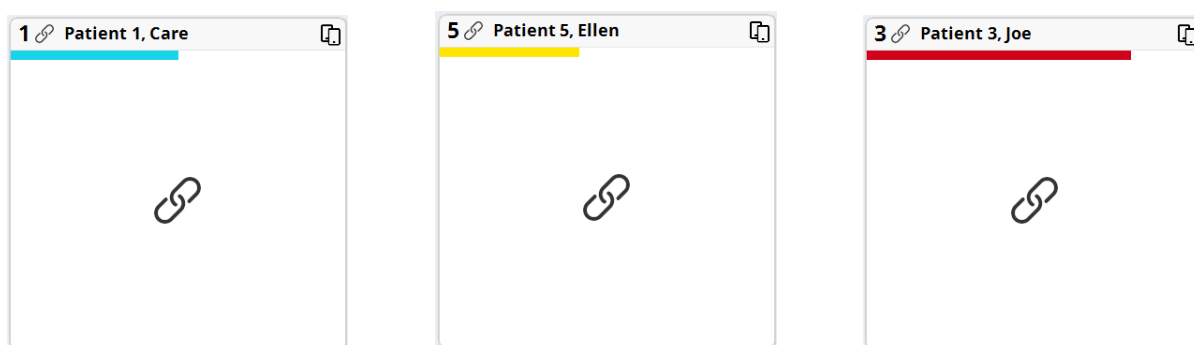 1 Patient 1, Care
5 Patient 5, Ellen
3 Patient 3, Joe